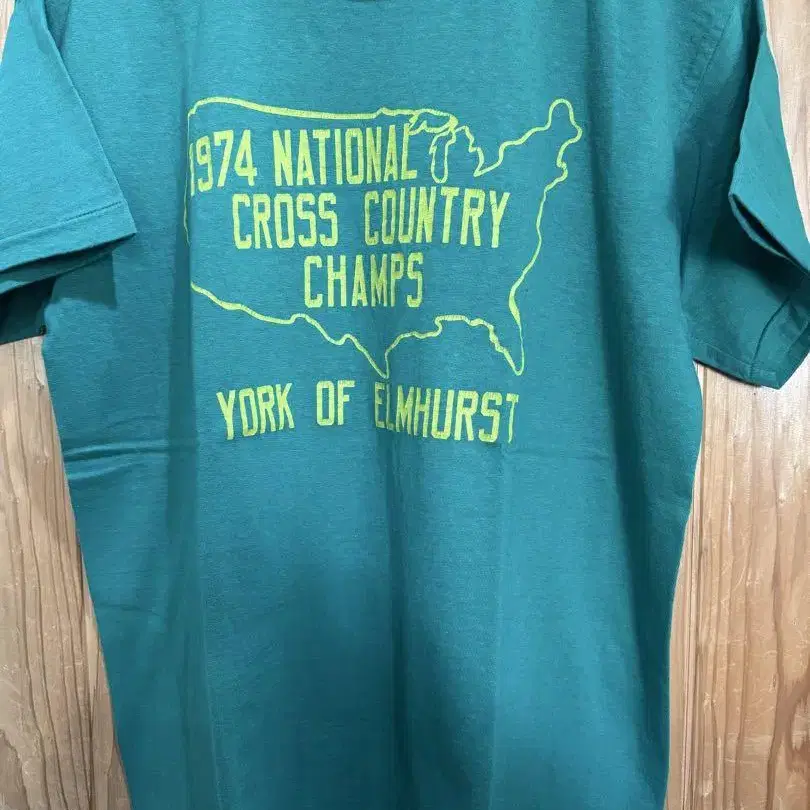 1974 NATIONAL
CROSS COUNTRY
CHAMPS
YORK OF ELMHURST